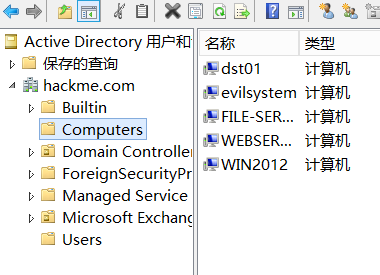 Active Directory 用户和
保存的查询
hackme.com
Builtin
Computers
Domain Controller
ForeignSecurityPr
Managed Service
Microsoft Exchang
Users
名称 类型
dst01 计算机
evilsystem 计算机
FILE-SER... 计算机
WEBSER... 计算机
WIN2012 计算机